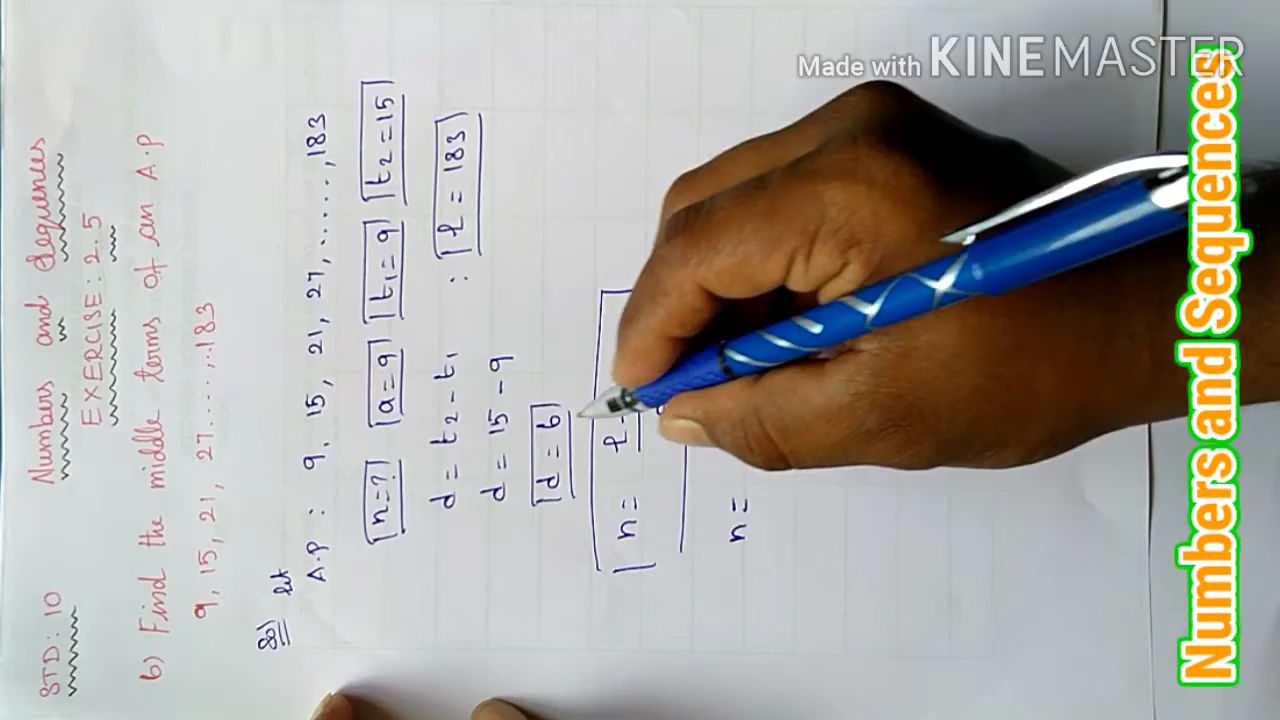 STD: 10 Numbers and Sequences
EXERCISE: 2.5
6) Find the middle terms of an A.P
9, 15, 21, 27.....,183
Sol let
A.P : 9, 15, 21, 27,.....,183
n=? a=9 t1=9 t2=15
d = t2-t1 : l = 183
d = 15-9
d=6
n= l-
n=
Made with KINEMASTER
Numbers and Sequences